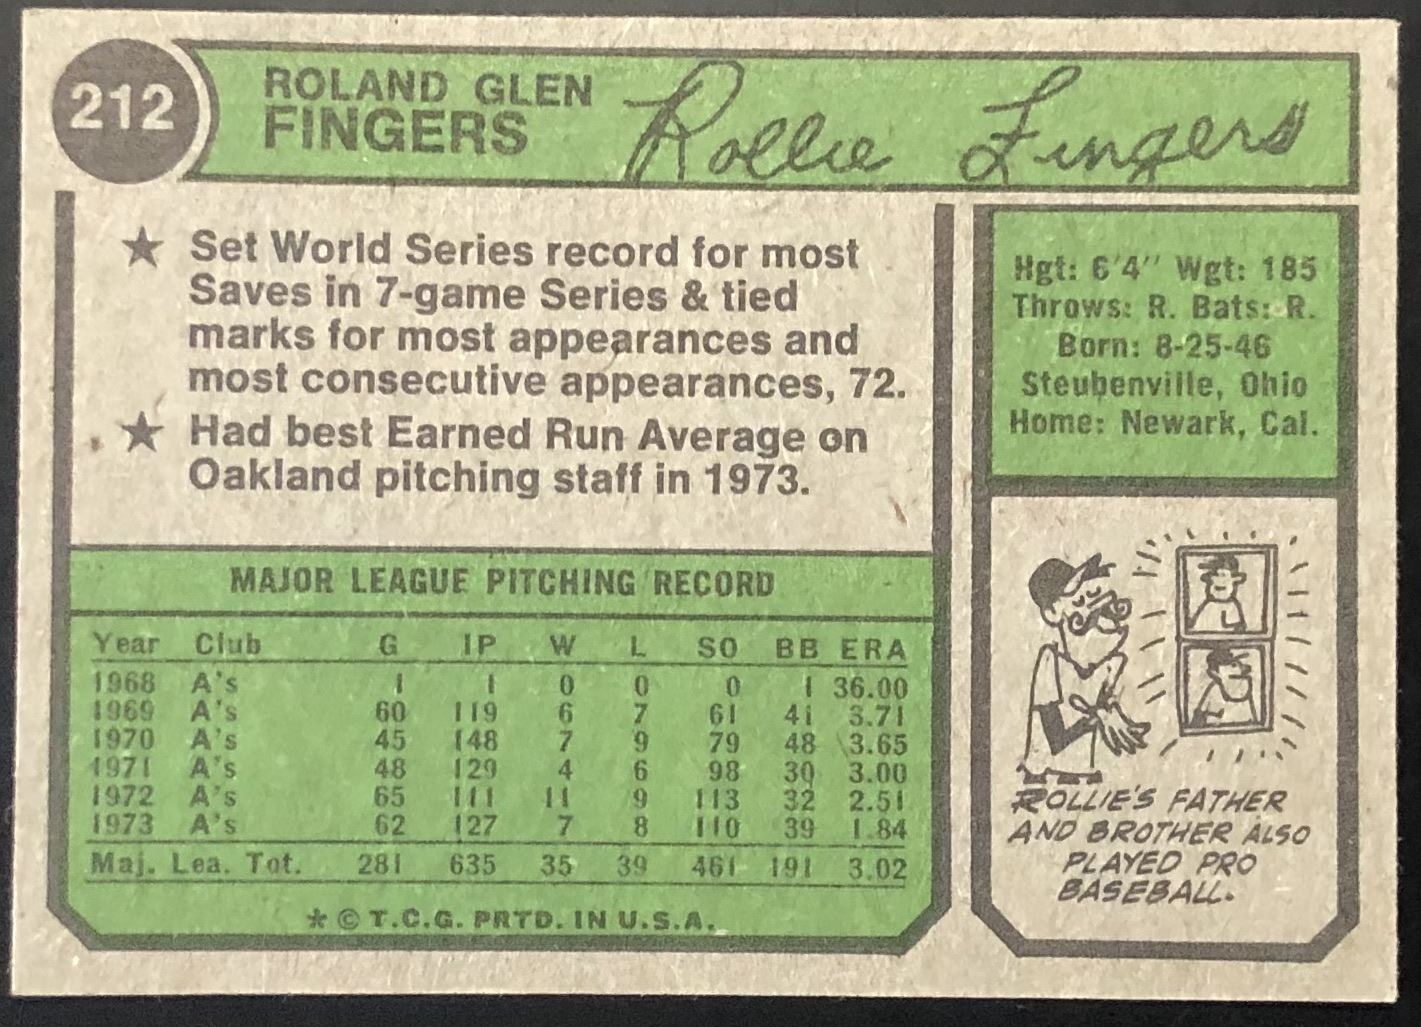 212
ROLAND GLEN
FINGERS
Rollie Fingers
★ Set World Series record for most
Saves in 7-game Series & tied
marks for most appearances and
most consecutive appearances, 72.
★ Had best Earned Run Average on
Oakland pitching staff in 1973.
Hgt: 6'4" Wgt: 185
Throws: R. Bats: R.
Born: 8-25-46
Steubenville, Ohio
Home: Newark, Cal.
MAJOR LEAGUE PITCHING RECORD
Year Club G IP W L SO BB ERA
1968 A's 1 1 0 0 0 1 36.00
1969 A's 60 119 6 7 61 41 3.71
1970 A's 45 148 7 9 79 48 3.65
1971 A's 48 129 4 6 98 30 3.00
1972 A's 65 111 11 9 113 32 2.51
1973 A's 62 127 7 8 110 39 1.84
Maj. Lea. Tot. 281 635 35 39 461 191 3.02
* © T.C.G. PRTD. IN U.S.A.
ROLLIE'S FATHER
AND BROTHER ALSO
PLAYED PRO
BASEBALL.